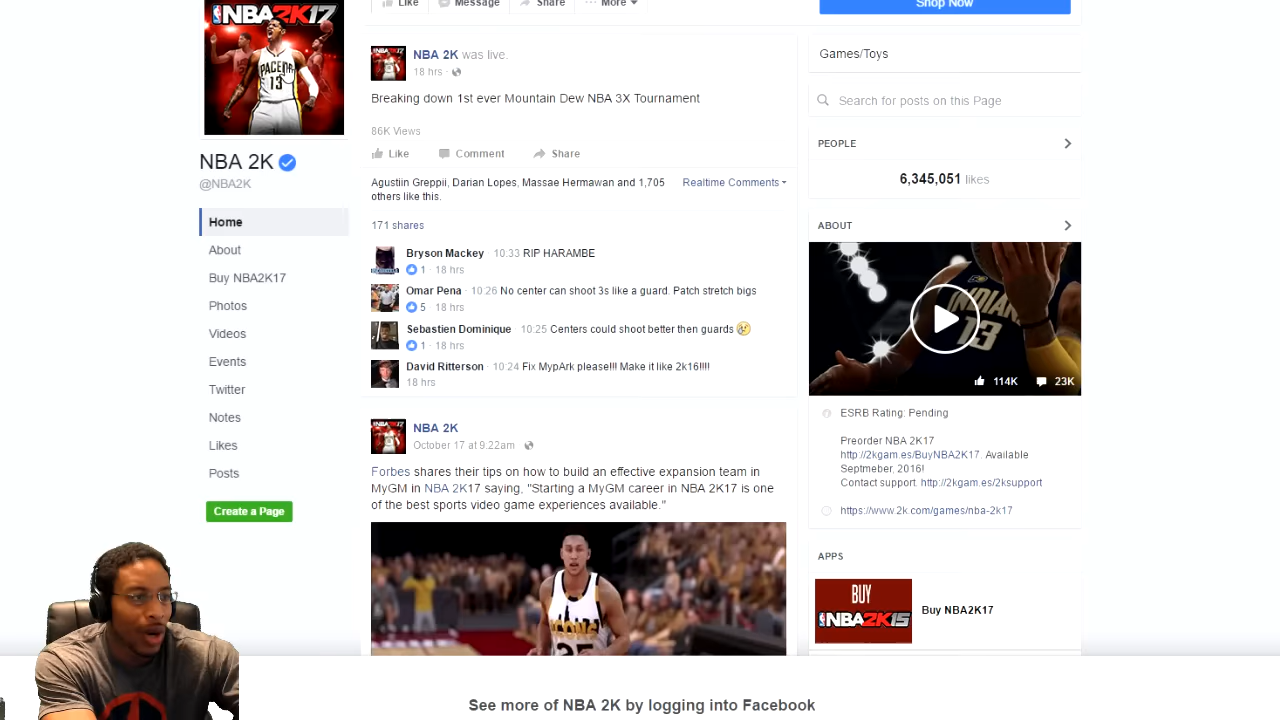 NBA2K17
PACERS
13
Like
Message
Share
More
Shop Now
NBA 2K was live.
18 hrs ·
Breaking down 1st ever Mountain Dew NBA 3X Tournament
86K Views
Like Comment Share
Agustiin Greppii, Darian Lopes, Massae Hermawan and 1,705
others like this.
Realtime Comments
171 shares
Bryson Mackey 10:33 RIP HARAMBE
1 · 18 hrs
Omar Pena · 10:26 No center can shoot 3s like a guard. Patch stretch bigs
5 · 18 hrs
Sebastien Dominique 10:25 Centers could shoot better then guards
1 · 18 hrs
David Ritterson · 10:24 Fix MypArk please!!! Make it like 2k16!!!!
18 hrs
NBA 2K
@NBA2K
Home
About
Buy NBA2K17
Photos
Videos
Events
Twitter
Notes
Likes
Posts
Create a Page
NBA 2K
October 17 at 9:22am ·
Forbes shares their tips on how to build an effective expansion team in
MyGM in NBA 2K17 saying, "Starting a MyGM career in NBA 2K17 is one
of the best sports video game experiences available."
25
Games/Toys
Search for posts on this Page
PEOPLE
6,345,051 likes
ABOUT
INDIANA
13
114K 23K
ESRB Rating: Pending
Preorder NBA 2K17
http://2kgam.es/BuyNBA2K17. Available
Septmeber, 2016!
Contact support: http://2kgam.es/2ksupport
https://www.2k.com/games/nba-2k17
APPS
BUY
NBA2K15
Buy NBA2K17
See more of NBA 2K by logging into Facebook